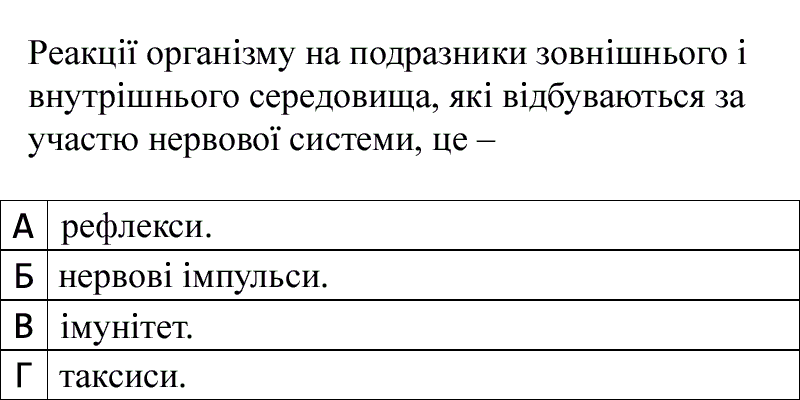 Реакції організму на подразники зовнішнього і
внутрішнього середовища, які відбуваються за
участю нервової системи, це –
А рефлекси.
Б нервові імпульси.
В імунітет.
Г таксиси.